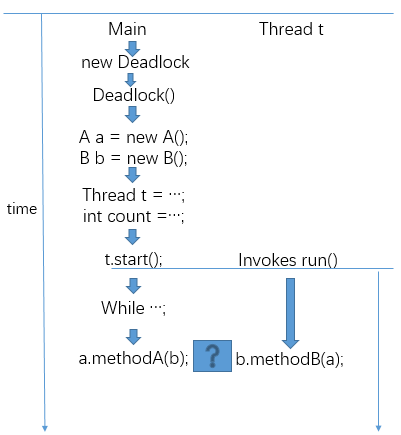 Main Thread t
new Deadlock
Deadlock()
A a = new A();
B b = new B();
Thread t = ···;
int count =···;
time
t.start(); Invokes run()
While ···;
a.methodA(b); ? b.methodB(a);